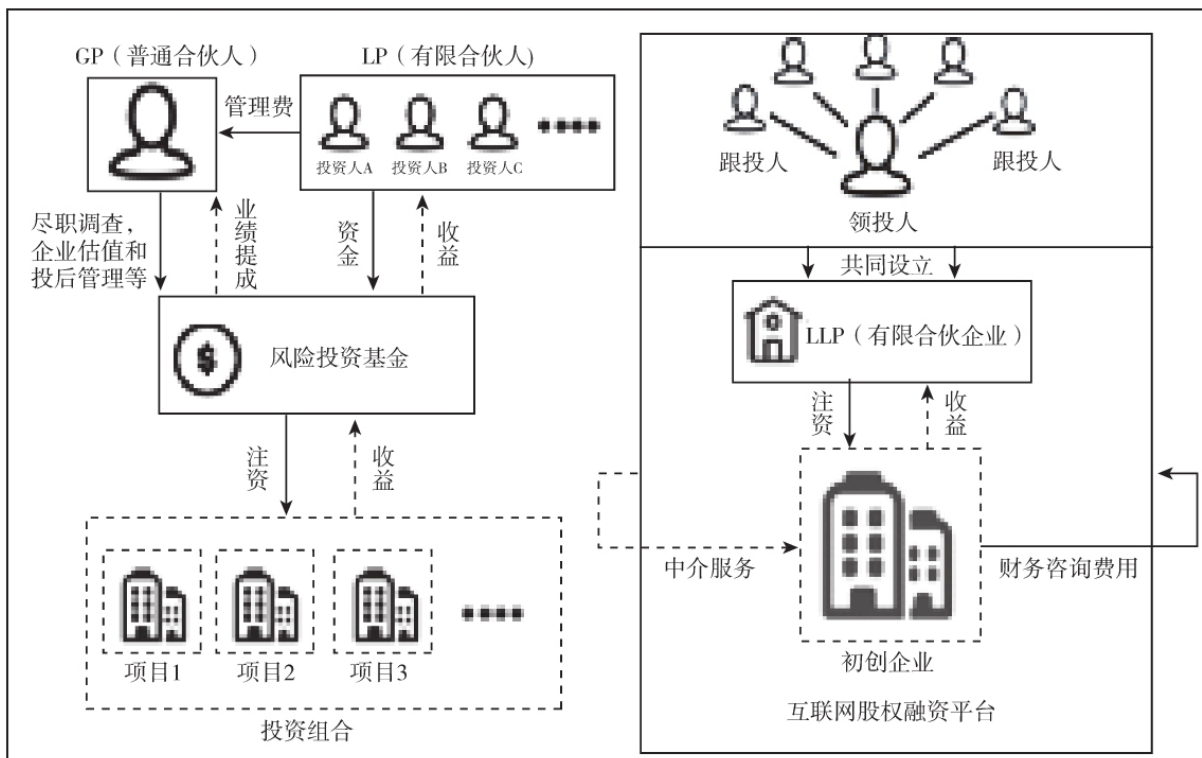 GP（普通合伙人）
LP（有限合伙人)
管理费
投资人A
投资人B
投资人C
尽职调查，
企业估值和
投后管理等
业绩提成
资金
收益
$
风险投资基金
注资
收益
项目1
项目2
项目3
投资组合
跟投人
跟投人
领投人
共同设立
LLP（有限合伙企业）
注资
收益
中介服务
财务咨询费用
初创企业
互联网股权融资平台